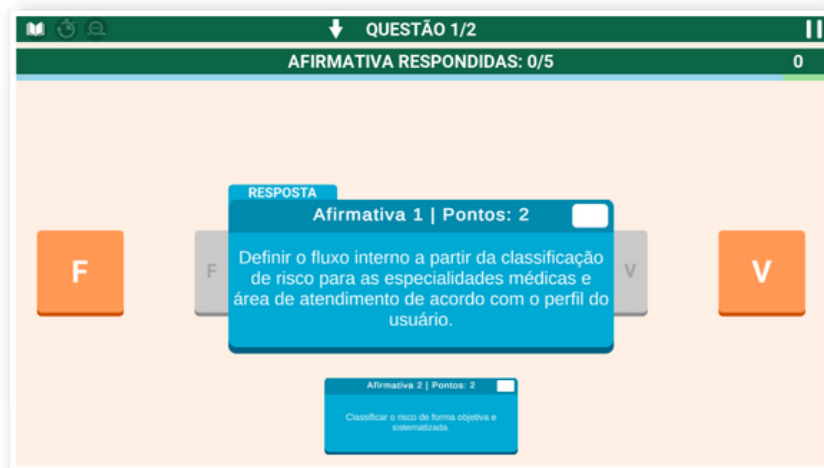 QUESTÃO 1/2
AFIRMATIVA RESPONDIDAS: 0/5
0
RESPOSTA
Afirmativa 1 | Pontos: 2
Definir o fluxo interno a partir da classificação
de risco para as especialidades médicas e
área de atendimento de acordo com o perfil do
usuário.
F
F
V
V
Afirmativa 2 | Pontos: 2
Classificar o risco de forma objetiva e
sistematizada.